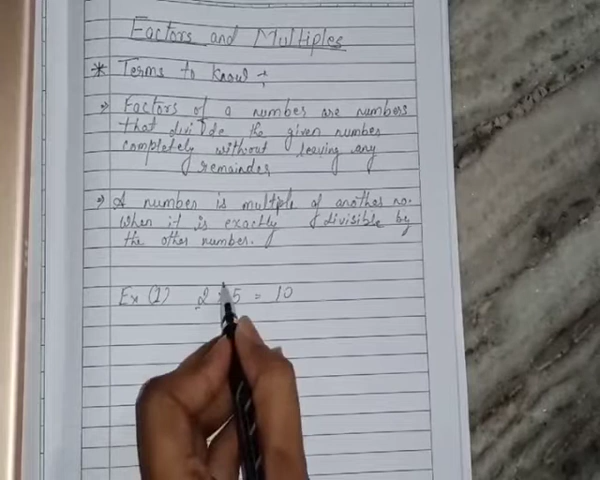 Factors and Multiples
* Terms to know :
Factors of a number are numbers
that divide the given number
completely without leaving any
remainder
A number is multiple of another no.
when it is exactly divisible by
the other number.
Ex (1) 2 5 = 10